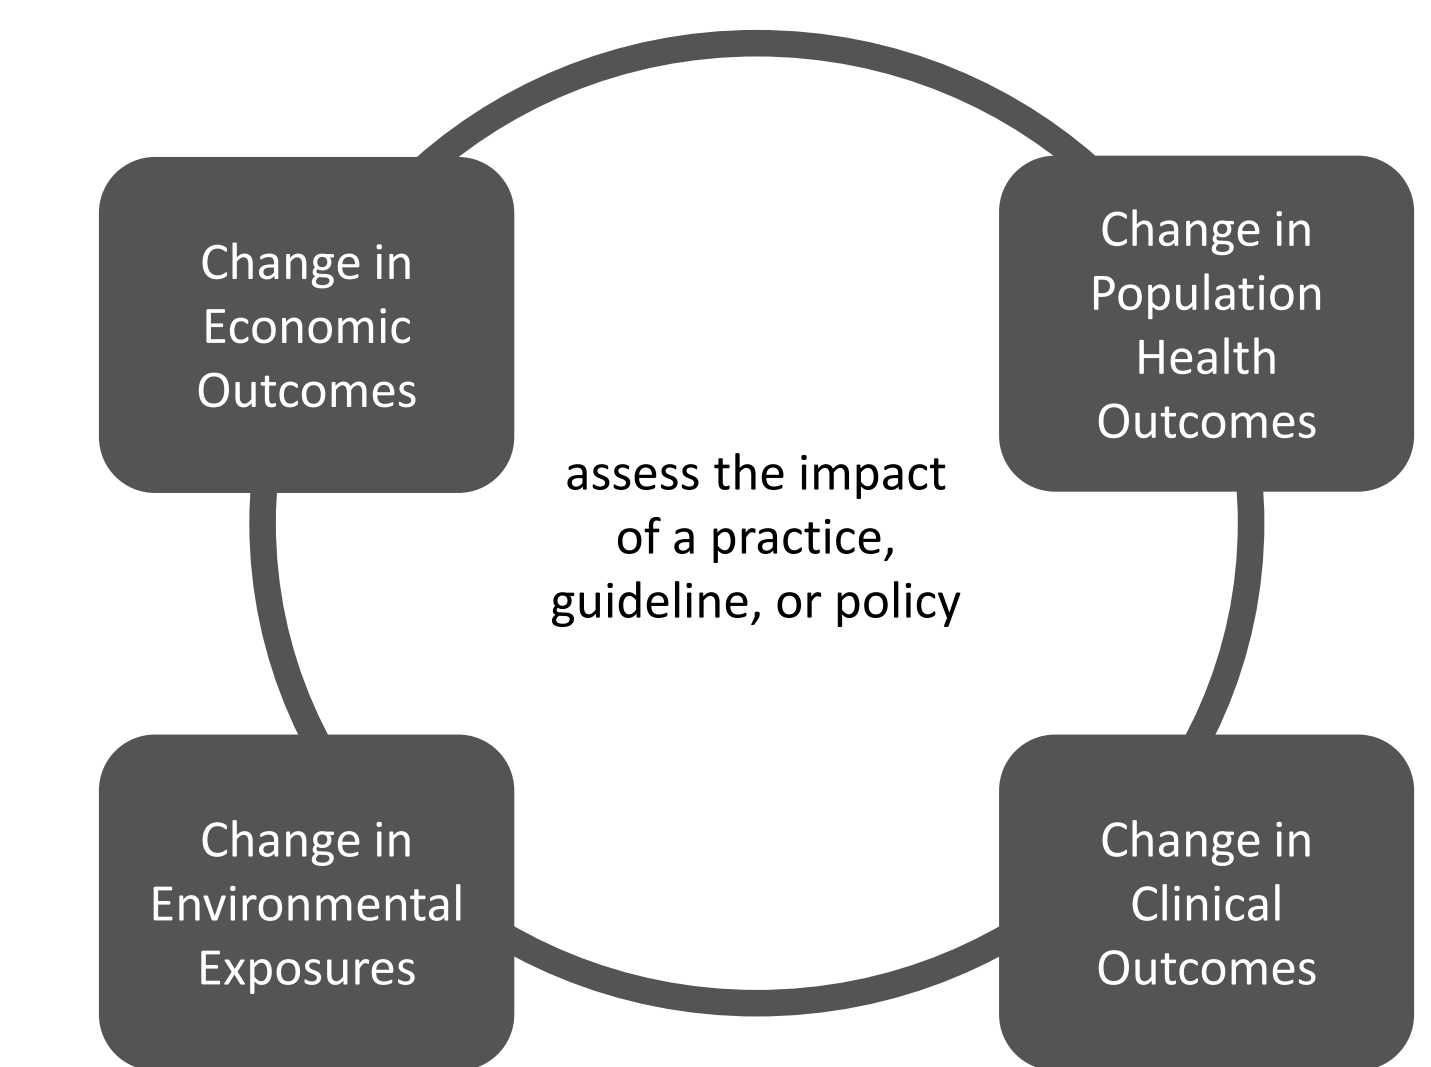 Change in
Economic
Outcomes
Change in
Population
Health
Outcomes
assess the impact
of a practice,
guideline, or policy
Change in
Environmental
Exposures
Change in
Clinical
Outcomes